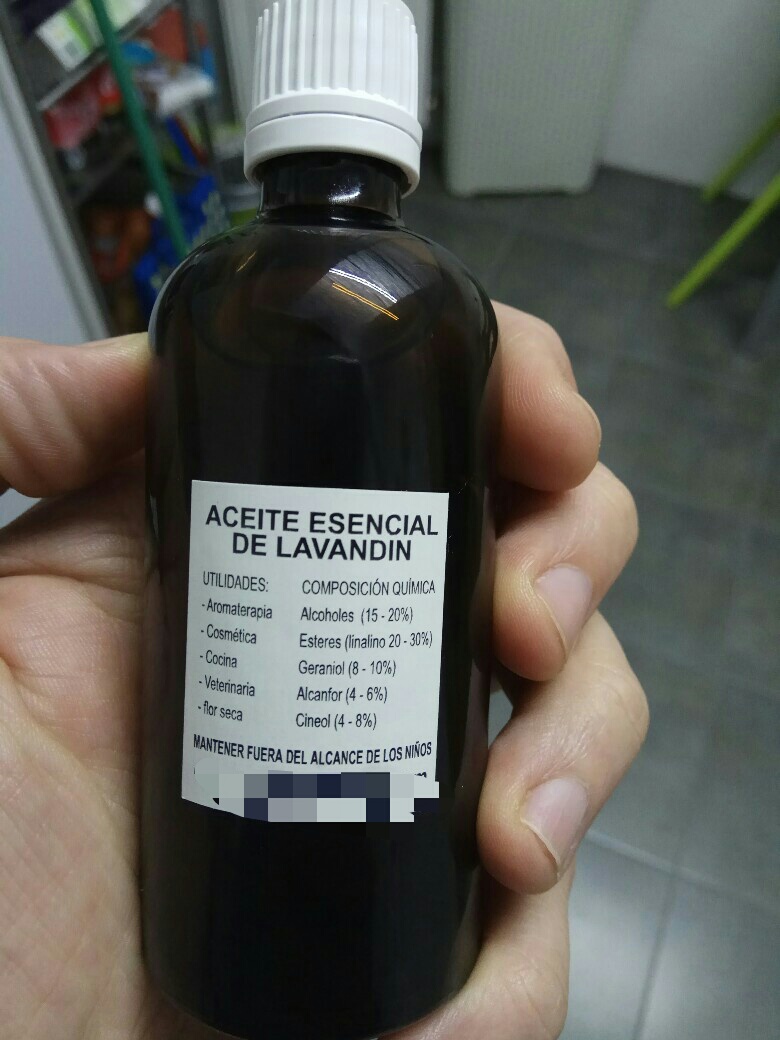 ACEITE ESENCIAL
DE LAVANDIN
UTILIDADES:
- Aromaterapia
- Cosmética
- Cocina
- Veterinaria
- flor seca
COMPOSICIÓN QUÍMICA
Alcoholes (15 - 20%)
Esteres (linalino 20 - 30%)
Geraniol (8 - 10%)
Alcanfor (4 - 6%)
Cineol (4 - 8%)
MANTENER FUERA DEL ALCANCE DE LOS NIÑOS